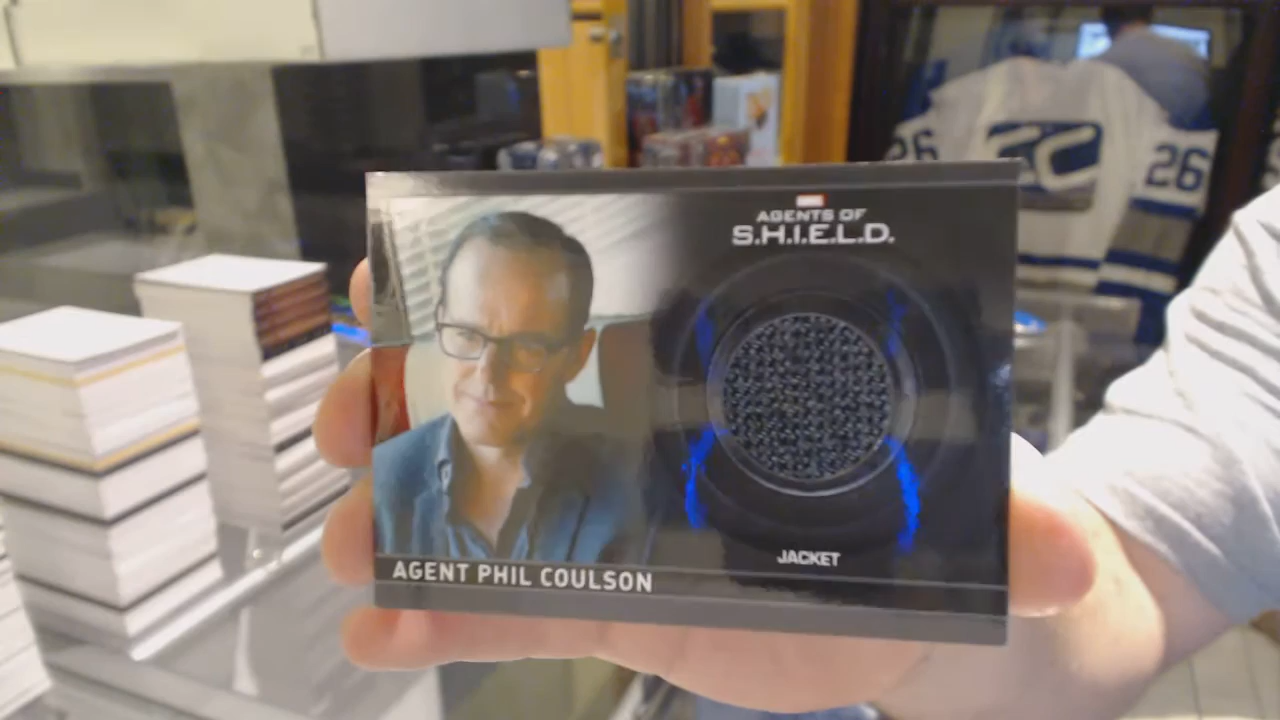 AGENTS OF
S.H.I.E.L.D.
JACKET
AGENT PHIL COULSON
26
26